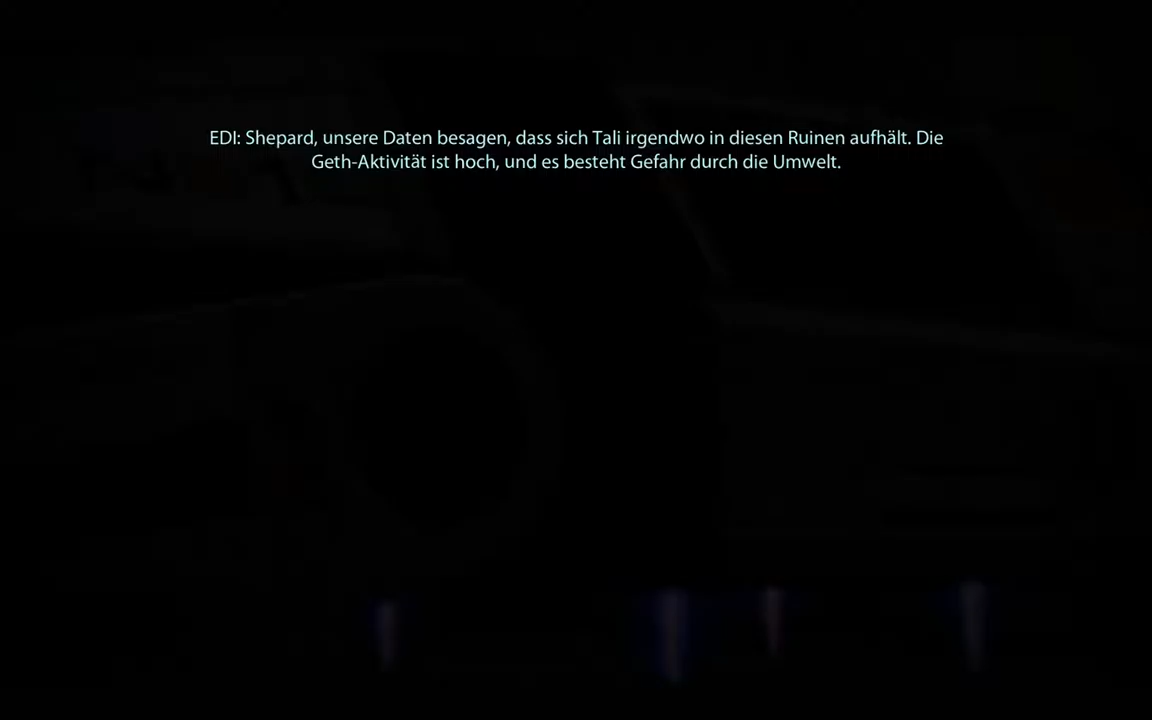 EDI: Shepard, unsere Daten besagen, dass sich Tali irgendwo in diesen Ruinen aufhält. Die
Geth-Aktivität ist hoch, und es besteht Gefahr durch die Umwelt.